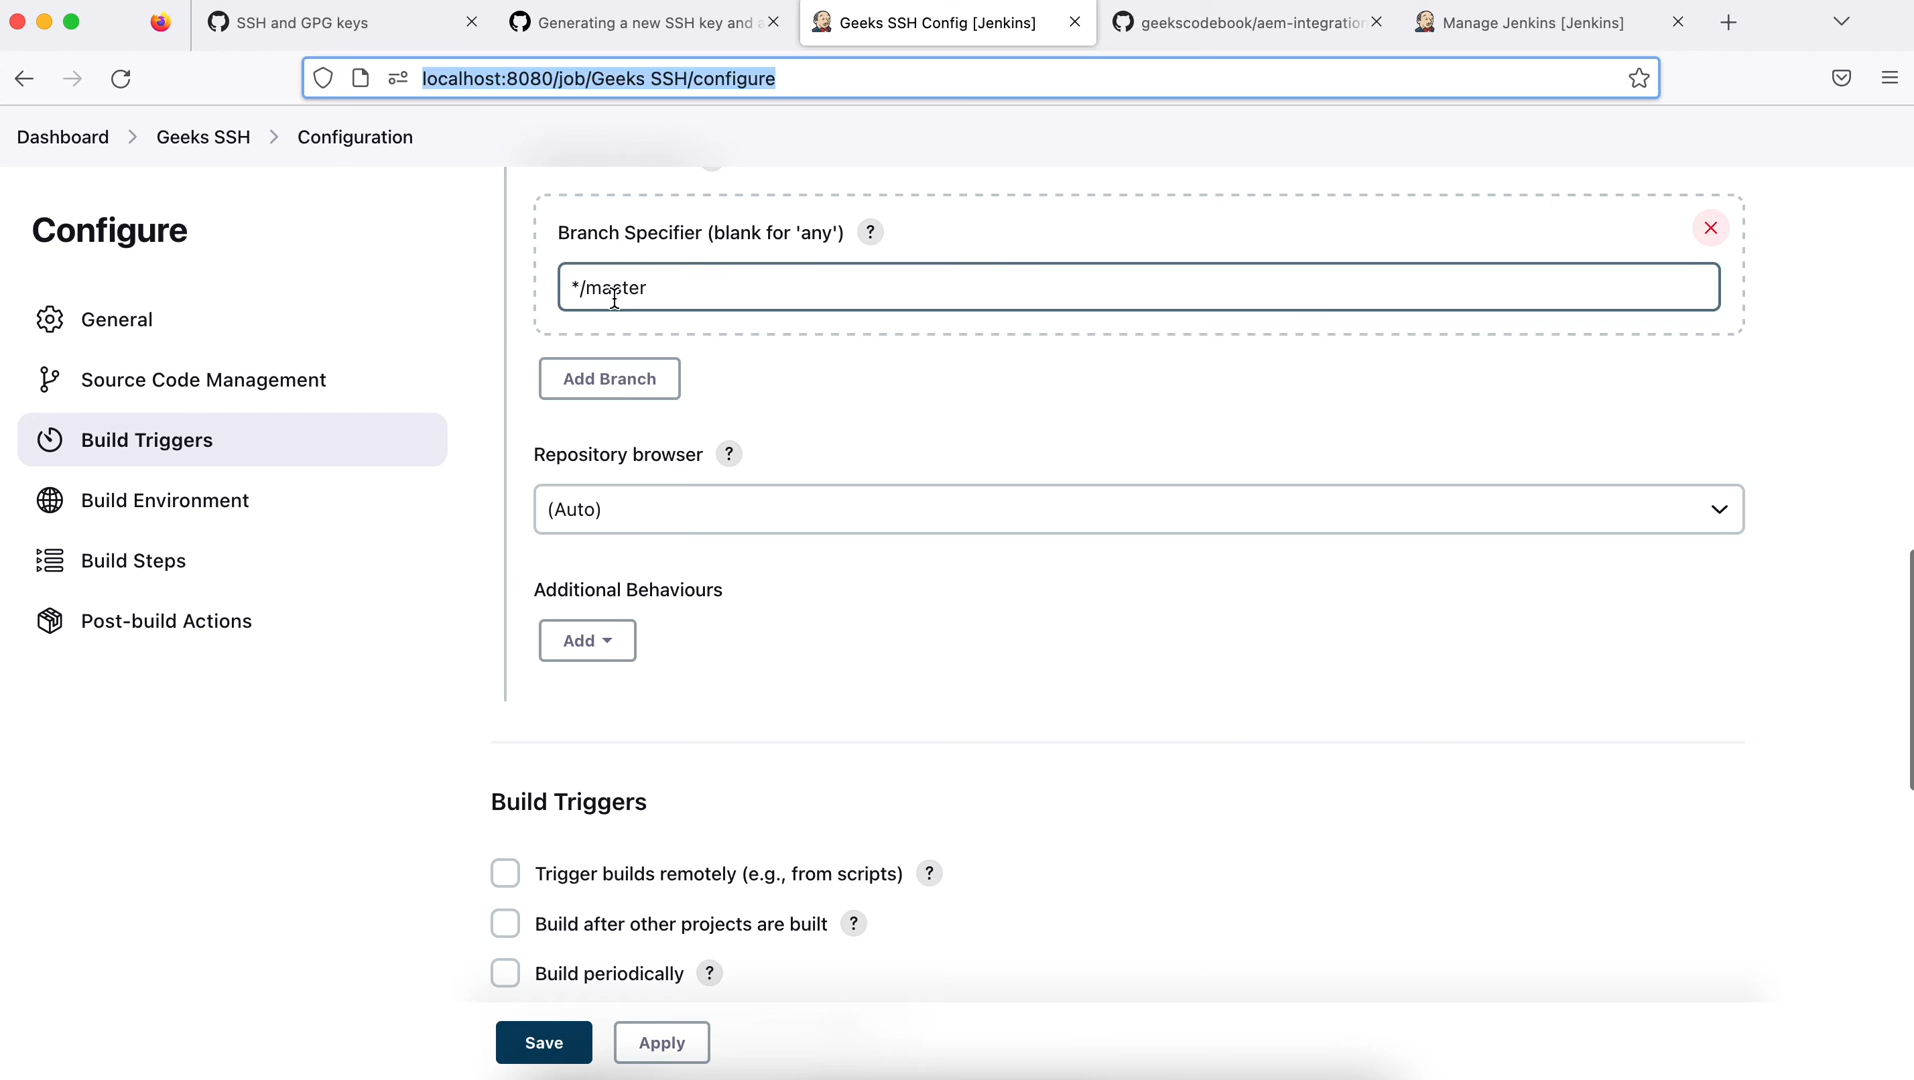 SSH and GPG keys
Generating a new SSH key and a
Geeks SSH Config [Jenkins]
geekscodebook/aem-integration
Manage Jenkins [Jenkins]
localhost:8080/job/Geeks SSH/configure
Dashboard > Geeks SSH > Configuration
Configure
General
Source Code Management
Build Triggers
Build Environment
Build Steps
Post-build Actions
Branch Specifier (blank for 'any') ?
*/master
Add Branch
Repository browser ?
(Auto)
Additional Behaviours
Add
Build Triggers
Trigger builds remotely (e.g., from scripts) ?
Build after other projects are built ?
Build periodically ?
Save
Apply